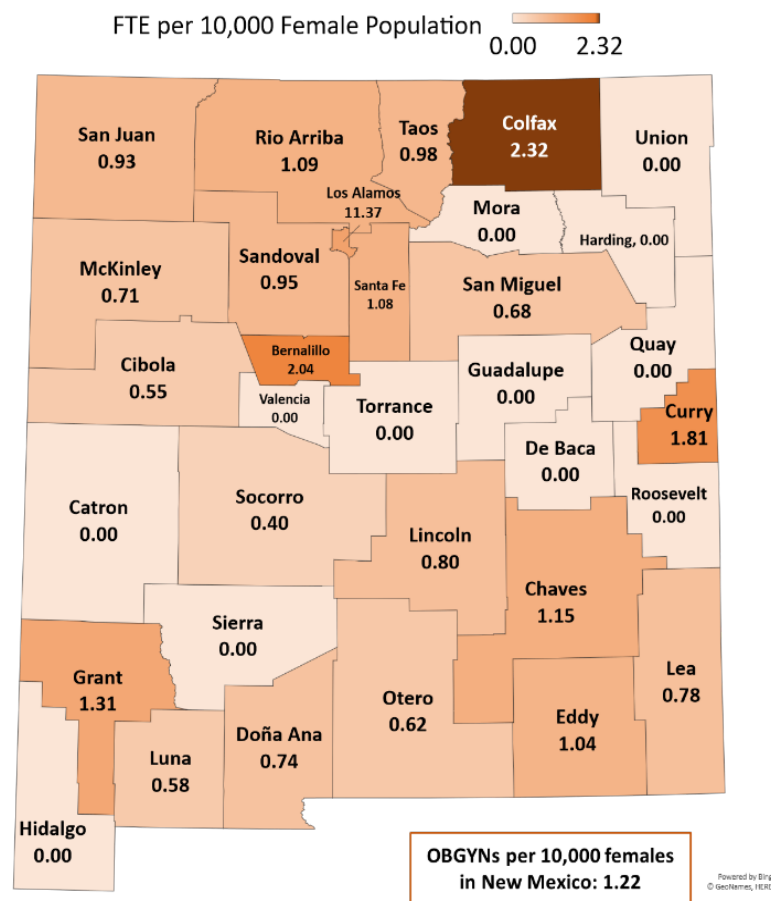 FTE per 10,000 Female Population
0.00 2.32
San Juan
0.93
Rio Arriba
1.09
Taos
0.98
Colfax
2.32
Union
0.00
Los Alamos
11.37
Mora
0.00
Harding, 0.00
McKinley
0.71
Sandoval
0.95
Santa Fe
1.08
San Miguel
0.68
Quay
0.00
Cibola
0.55
Bernalillo
2.04
Valencia
0.00
Torrance
0.00
Guadalupe
0.00
Curry
1.81
De Baca
0.00
Roosevelt
0.00
Catron
0.00
Socorro
0.40
Lincoln
0.80
Chaves
1.15
Sierra
0.00
Grant
1.31
Otero
0.62
Lea
0.78
Eddy
1.04
Doña Ana
0.74
Luna
0.58
Hidalgo
0.00
OBGYNs per 10,000 females
in New Mexico: 1.22
Powered by Bing
© GeoNames, HERE